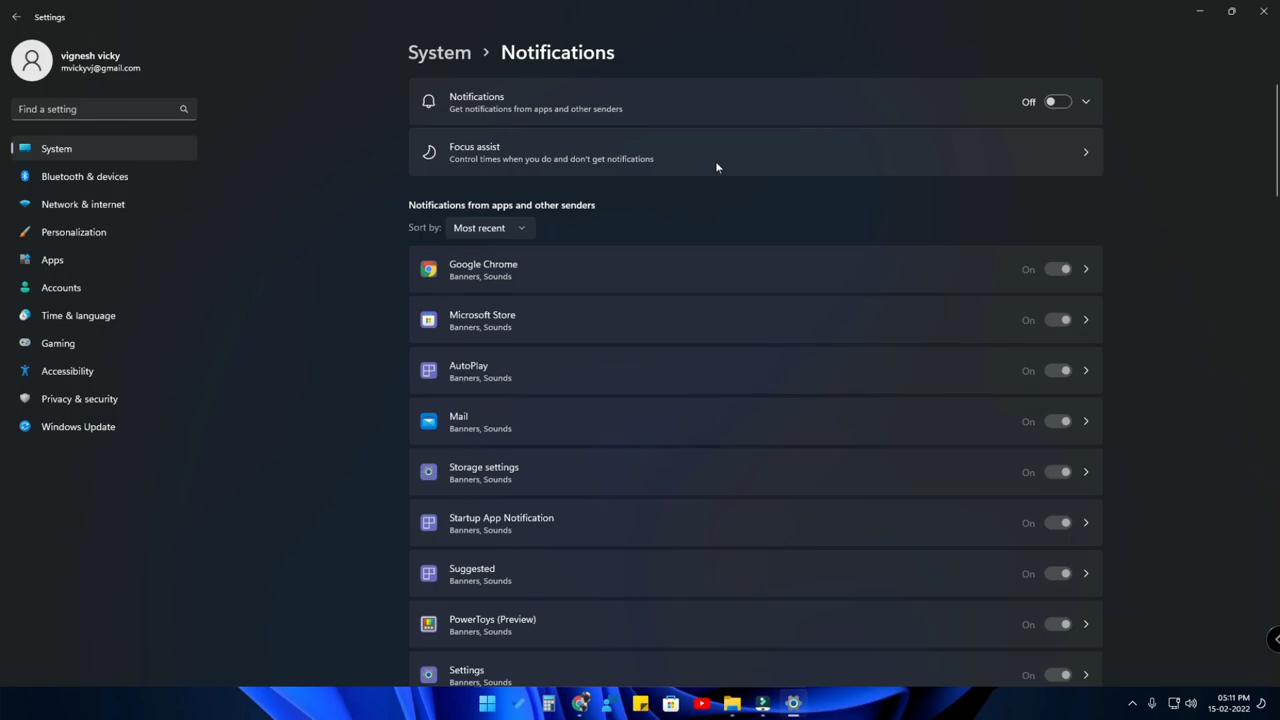 Settings
vignesh vicky
mvickyvj@gmail.com
Find a setting
System
Bluetooth & devices
Network & internet
Personalization
Apps
Accounts
Time & language
Gaming
Accessibility
Privacy & security
Windows Update
System > Notifications
Notifications
Get notifications from apps and other senders
Off
Focus assist
Control times when you do and don't get notifications
Notifications from apps and other senders
Sort by: Most recent
Google Chrome
Banners, Sounds
On
Microsoft Store
Banners, Sounds
On
AutoPlay
Banners, Sounds
On
Mail
Banners, Sounds
On
Storage settings
Banners, Sounds
On
Startup App Notification
Banners, Sounds
On
Suggested
Banners, Sounds
On
PowerToys (Preview)
Banners, Sounds
On
Settings
Banners, Sounds
On
05:11 PM
15-02-2022